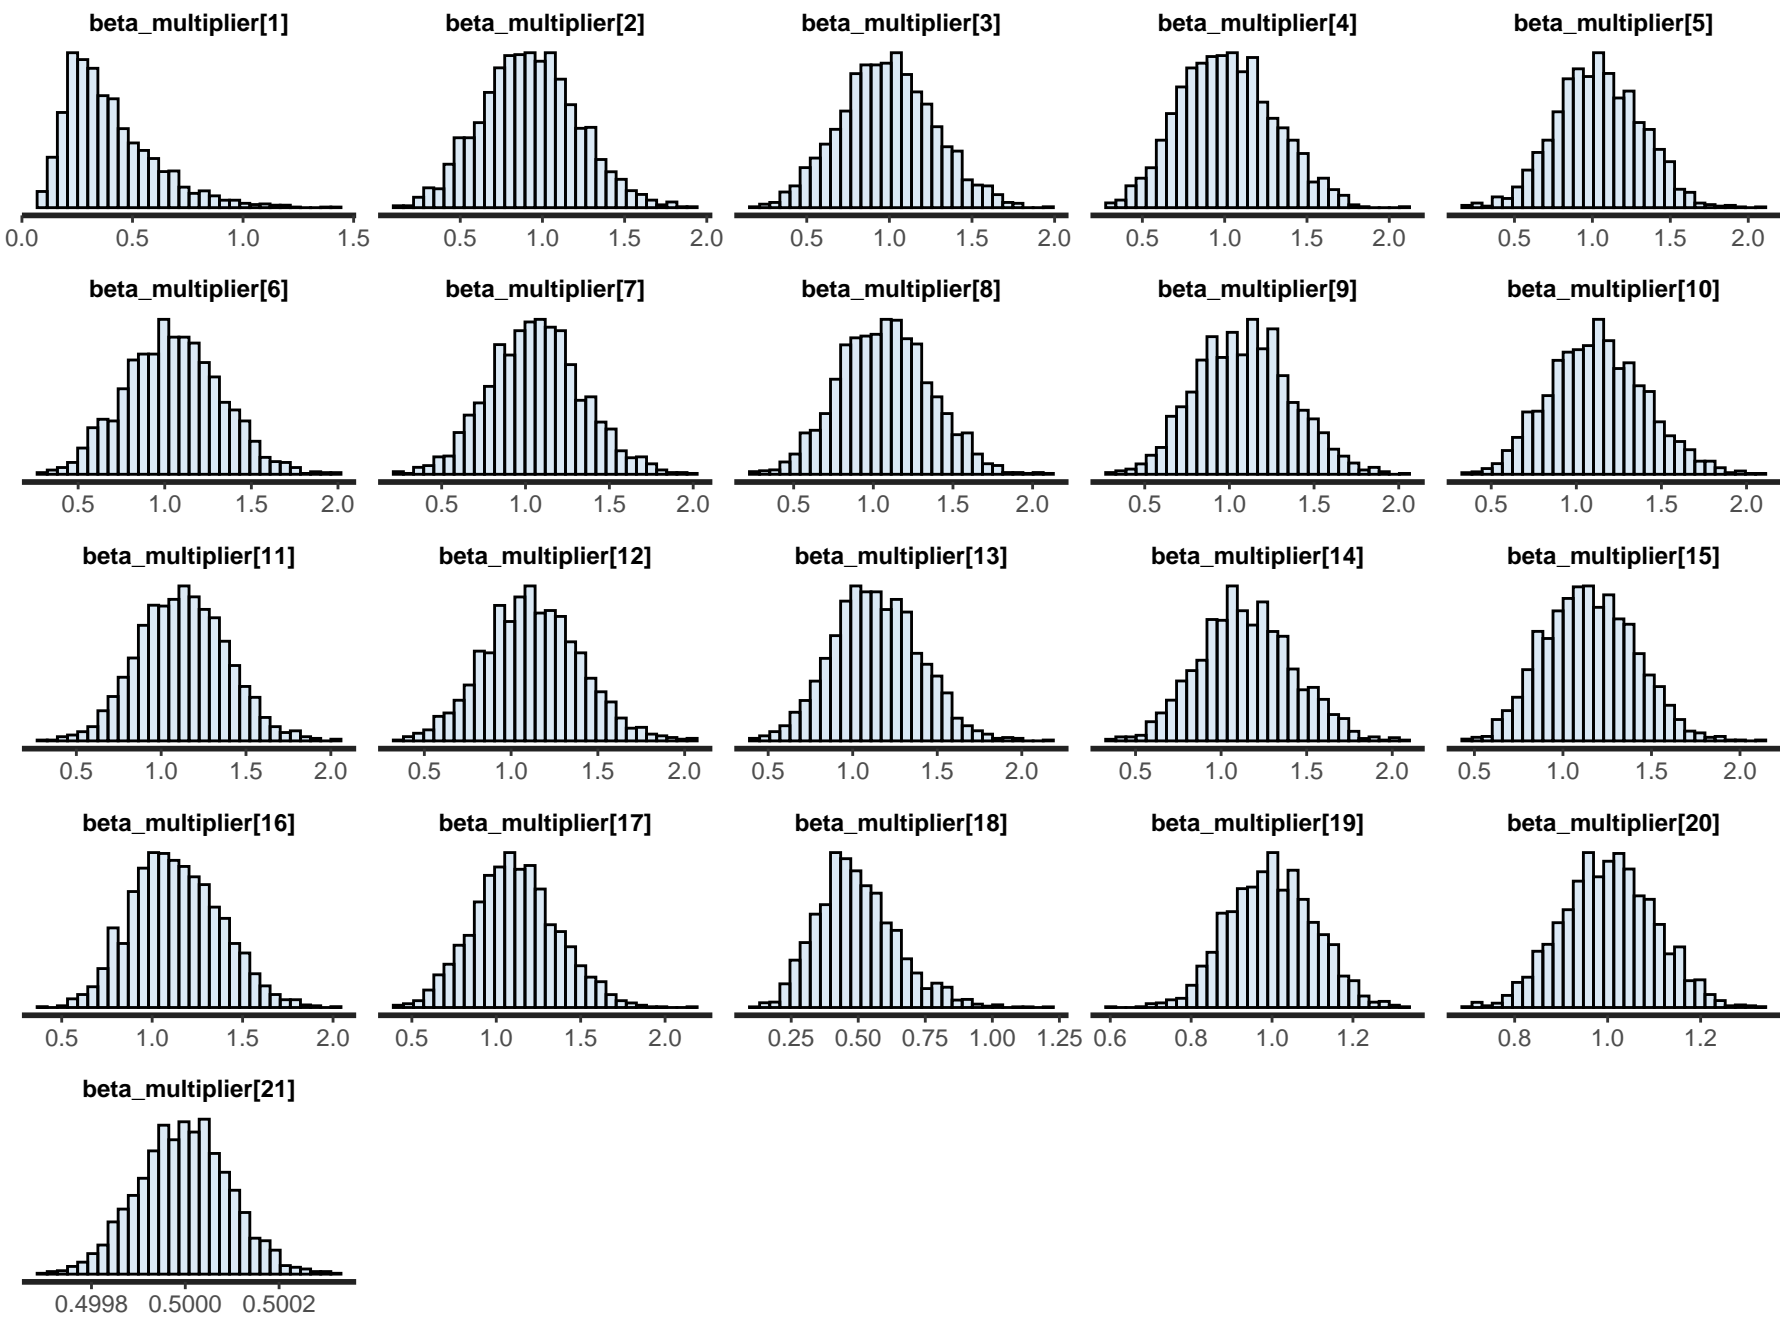 beta_multiplier[1] beta_multiplier[2] beta_multiplier[3] beta_multiplier[4] beta_multiplier[5]
0.0 0.5 1.0 1.5 0.5 1.0 1.5 2.0 0.5 1.0 1.5 2.0 0.5 1.0 1.5 2.0 0.5 1.0 1.5 2.0
beta_multiplier[6] beta_multiplier[7] beta_multiplier[8] beta_multiplier[9] beta_multiplier[10]
0.5 1.0 1.5 2.0 0.5 1.0 1.5 2.0 0.5 1.0 1.5 2.0 0.5 1.0 1.5 2.0 0.5 1.0 1.5 2.0
beta_multiplier[11] beta_multiplier[12] beta_multiplier[13] beta_multiplier[14] beta_multiplier[15]
0.5 1.0 1.5 2.0 0.5 1.0 1.5 2.0 0.5 1.0 1.5 2.0 0.5 1.0 1.5 2.0 0.5 1.0 1.5 2.0
beta_multiplier[16] beta_multiplier[17] beta_multiplier[18] beta_multiplier[19] beta_multiplier[20]
0.5 1.0 1.5 2.0 0.5 1.0 1.5 2.0 0.25 0.50 0.75 1.00 1.25 0.6 0.8 1.0 1.2 0.8 1.0 1.2
beta_multiplier[21]
0.4998 0.5000 0.5002